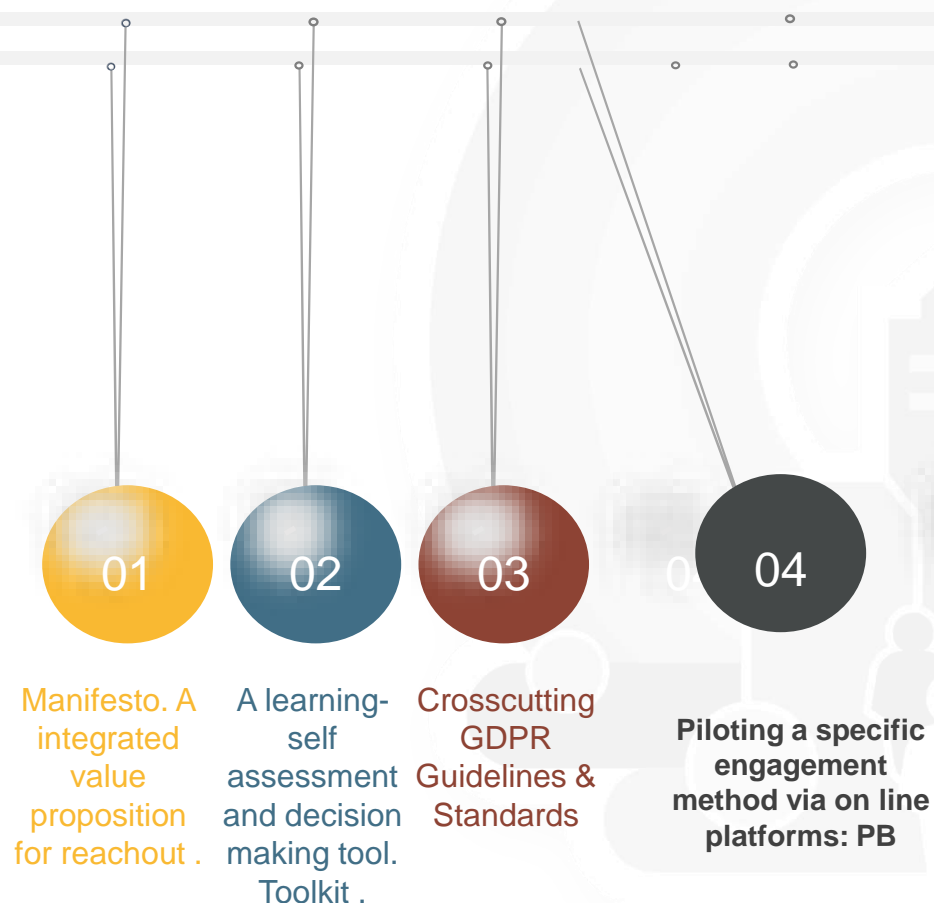 01
02
03
04
Manifesto. A
integrated
value
proposition
for reachout .
A learning-
self
assessment
and decision
making tool.
Toolkit .
Crosscutting
GDPR
Guidelines &
Standards
Piloting a specific
engagement
method via on line
platforms: PB